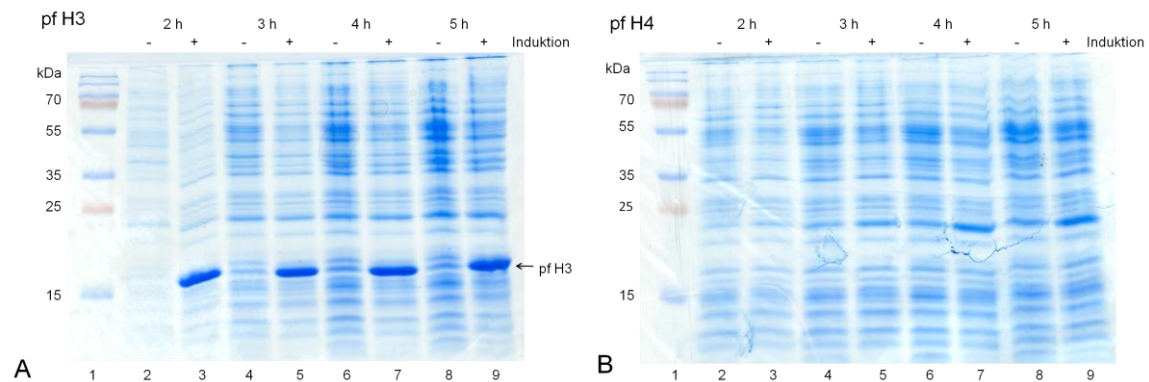 pf H3
2 h 3 h 4 h 5 h
- + - + - + - + Induktion
kDa
70
55
35
25
15
← pf H3
A
1 2 3 4 5 6 7 8 9
pf H4
2 h 3 h 4 h 5 h
- + - + - + - + Induktion
kDa
70
55
35
25
15
B
1 2 3 4 5 6 7 8 9